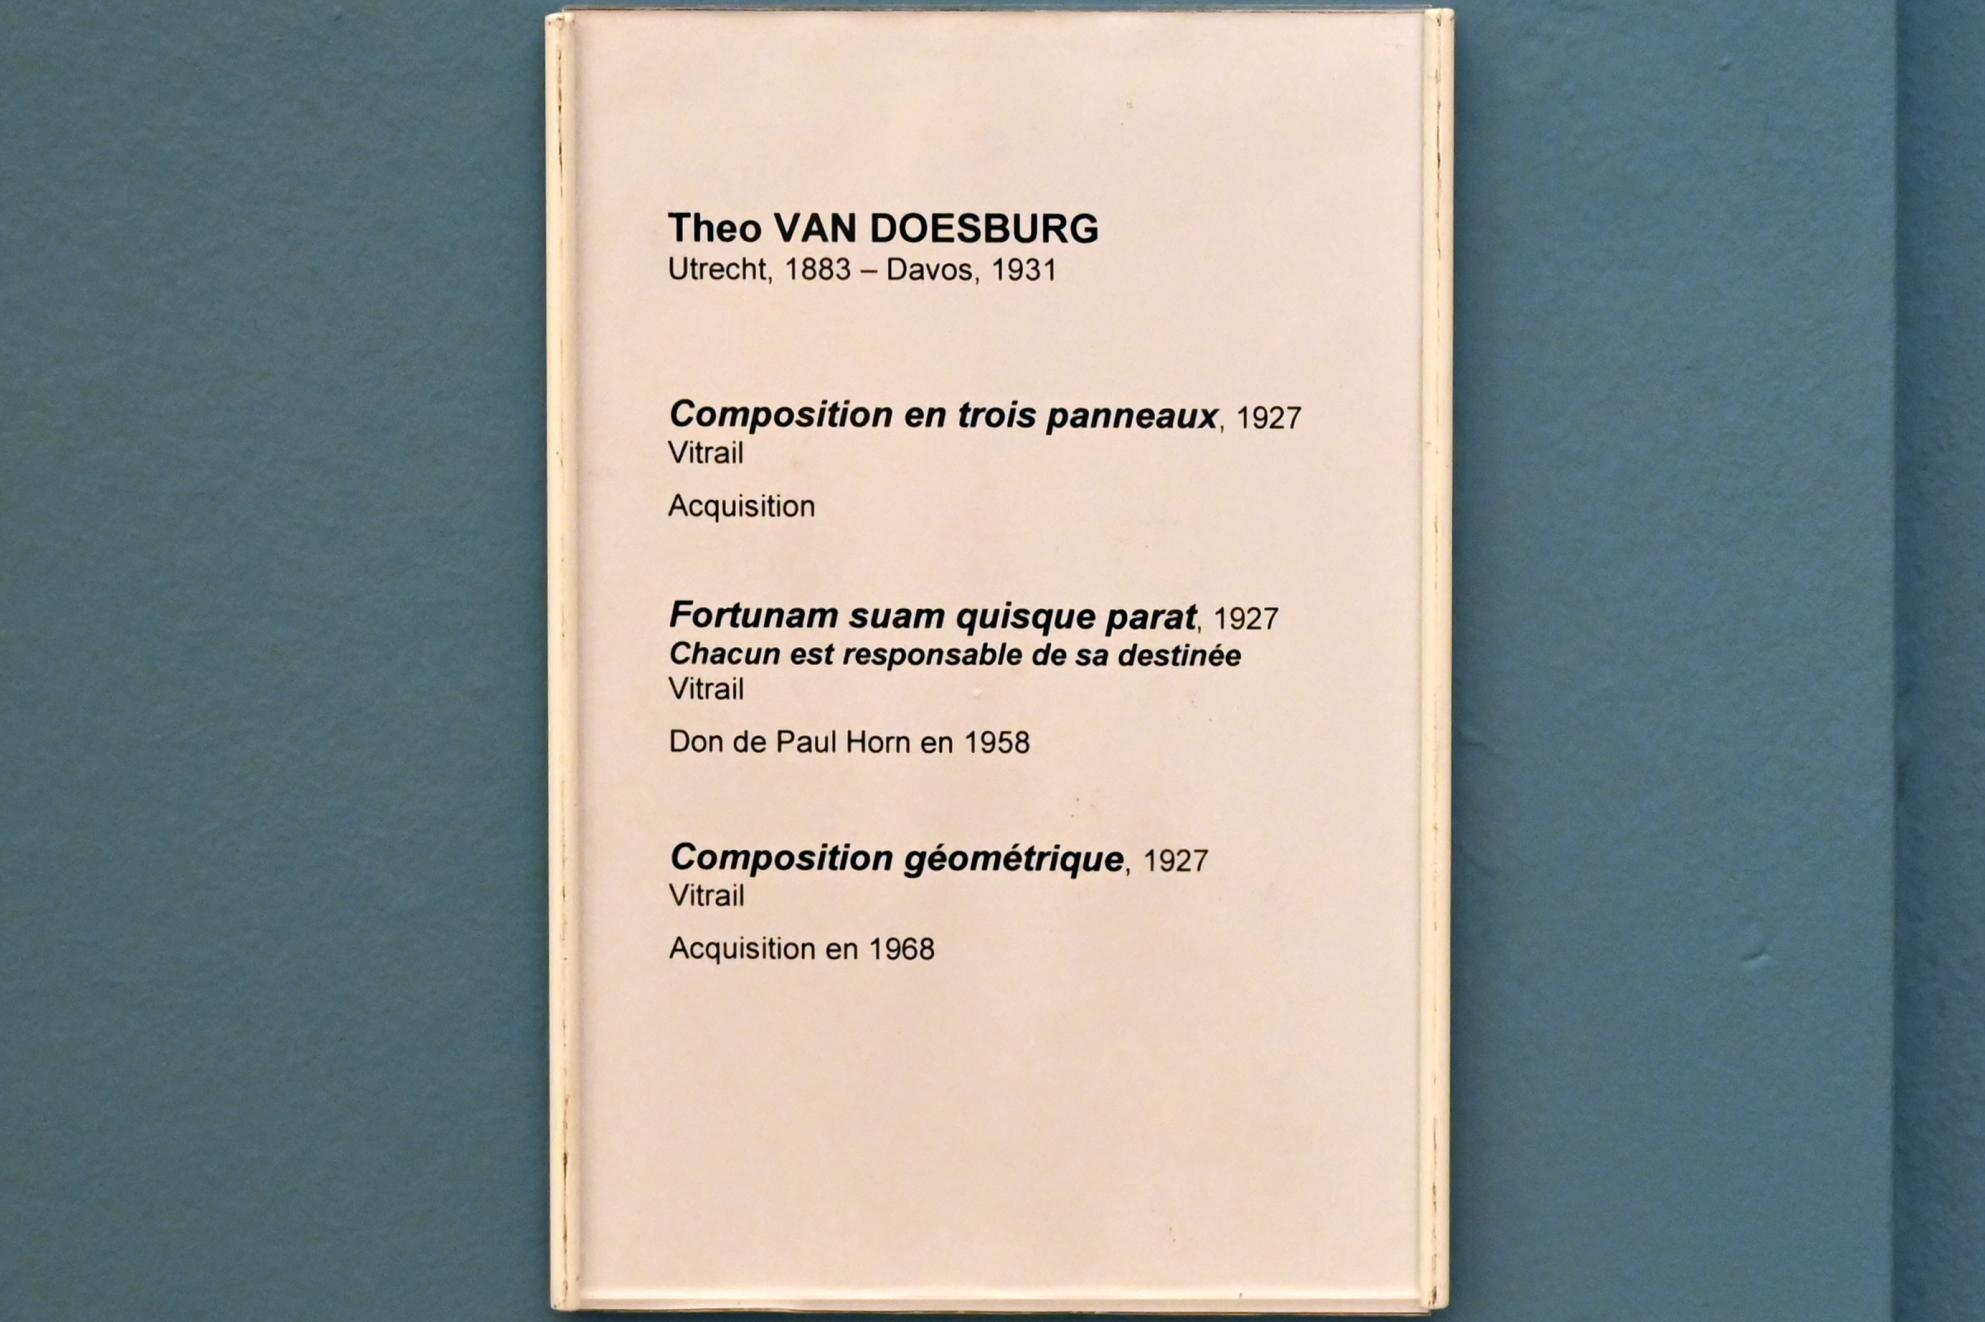 Theo VAN DOESBURG
Utrecht, 1883 – Davos, 1931
Composition en trois panneaux, 1927
Vitrail
Acquisition
Fortunam suam quisque parat, 1927
Chacun est responsable de sa destinée
Vitrail
Don de Paul Horn en 1958
Composition géométrique, 1927
Vitrail
Acquisition en 1968